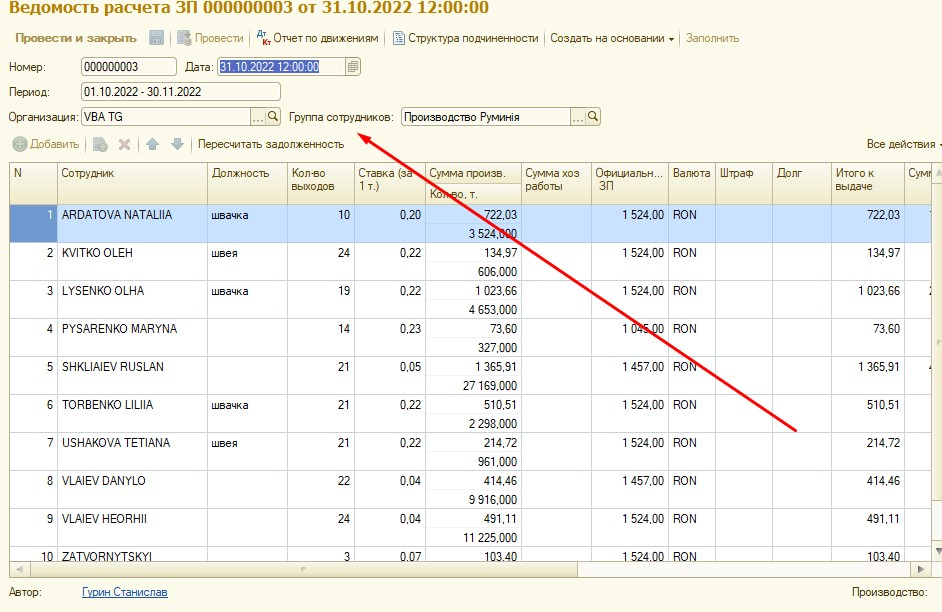 Ведомость расчета ЗП 000000003 от 31.10.2022 12:00:00
Провести и закрыть Провести Дт Кт Отчет по движениям Структура подчиненности Создать на основании Заполнить
Номер: 000000003 Дата: 31.10.2022 12:00:00
Период: 01.10.2022 - 30.11.2022
Организация: VBA TG ... Группа сотрудников: Производство Руминія ...
Добавить Пересчитать задолженность Все действия
N Сотрудник Должность Кол-во выходов Ставка (за 1 т.) Сумма произв. Кол-во, т. Сумма хоз работы Официальн... ЗП Валюта Штраф Долг Итого к выдаче
1 ARDATOVA NATALIIA швачка 10 0,20 722,03 1 524,00 RON 722,03
3 524,000
2 KVITKO OLEH швея 24 0,22 134,97 1 524,00 RON 134,97
606,000
3 LYSENKO OLHA швачка 19 0,22 1 023,66 1 524,00 RON 1 023,66
4 653,000
4 PYSARENKO MARYNA 14 0,23 73,60 1 045,00 RON 73,60
327,000
5 SHKLIAIEV RUSLAN 21 0,05 1 365,91 1 457,00 RON 1 365,91
27 169,000
6 TORBENKO LILIIA швачка 21 0,22 510,51 1 524,00 RON 510,51
2 298,000
7 USHAKOVA TETIANA швея 21 0,22 214,72 1 524,00 RON 214,72
961,000
8 VLAIEV DANYLO 22 0,04 414,46 1 457,00 RON 414,46
9 916,000
9 VLAIEV HEORHII 24 0,04 491,11 1 524,00 RON 491,11
11 225,000
10 ZATVORNYTSKYI 3 0,07 103,40 1 524,00 RON 103,40
Автор: Гурин Станислав Производство: